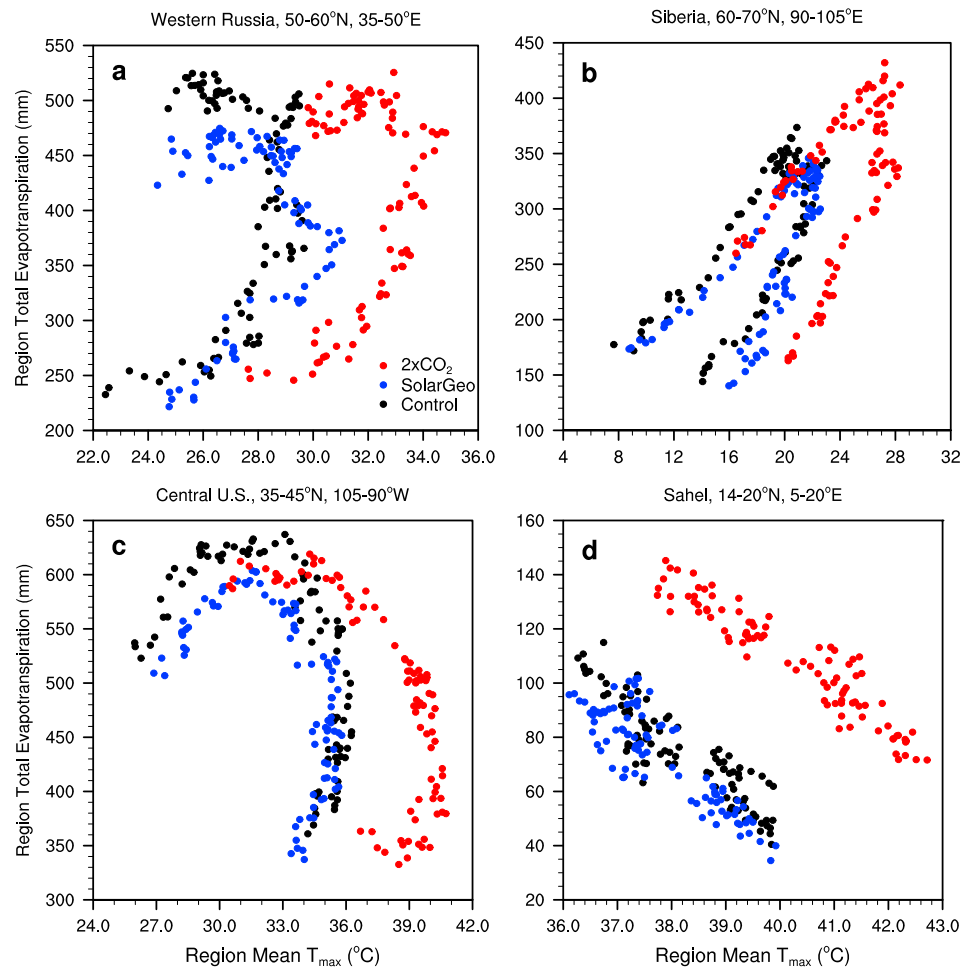 Western Russia, 50-60°N, 35-50°E
Siberia, 60-70°N, 90-105°E
a
b
Region Total Evapotranspiration (mm)
Region Total Evapotranspiration (mm)
550
500
450
400
350
300
250
200
450
400
350
300
250
200
150
100
2xCO₂
SolarGeo
Control
22.0 24.0 26.0 28.0 30.0 32.0 34.0 36.0
4 8 12 16 20 24 28 32
Central U.S., 35-45°N, 105-90°W
Sahel, 14-20°N, 5-20°E
c
d
Region Total Evapotranspiration (mm)
650
600
550
500
450
400
350
300
160
140
120
100
80
60
40
20
24.0 27.0 30.0 33.0 36.0 39.0 42.0
36.0 37.0 38.0 39.0 40.0 41.0 42.0 43.0
Region Mean Tmax (°C)
Region Mean Tmax (°C)